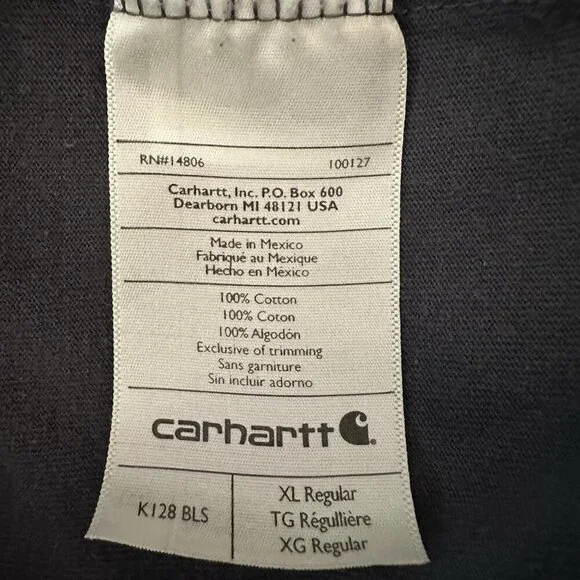 RN#14806 100127
Carhartt, Inc. P.O. Box 600
Dearborn MI 48121 USA
carhartt.com
Made in Mexico
Fabriqué au Mexique
Hecho en México
100% Cotton
100% Coton
100% Algodón
Exclusive of trimming
Sans garniture
Sin incluir adorno
carhartt
K128 BLS
XL Regular
TG Régullière
XG Regular